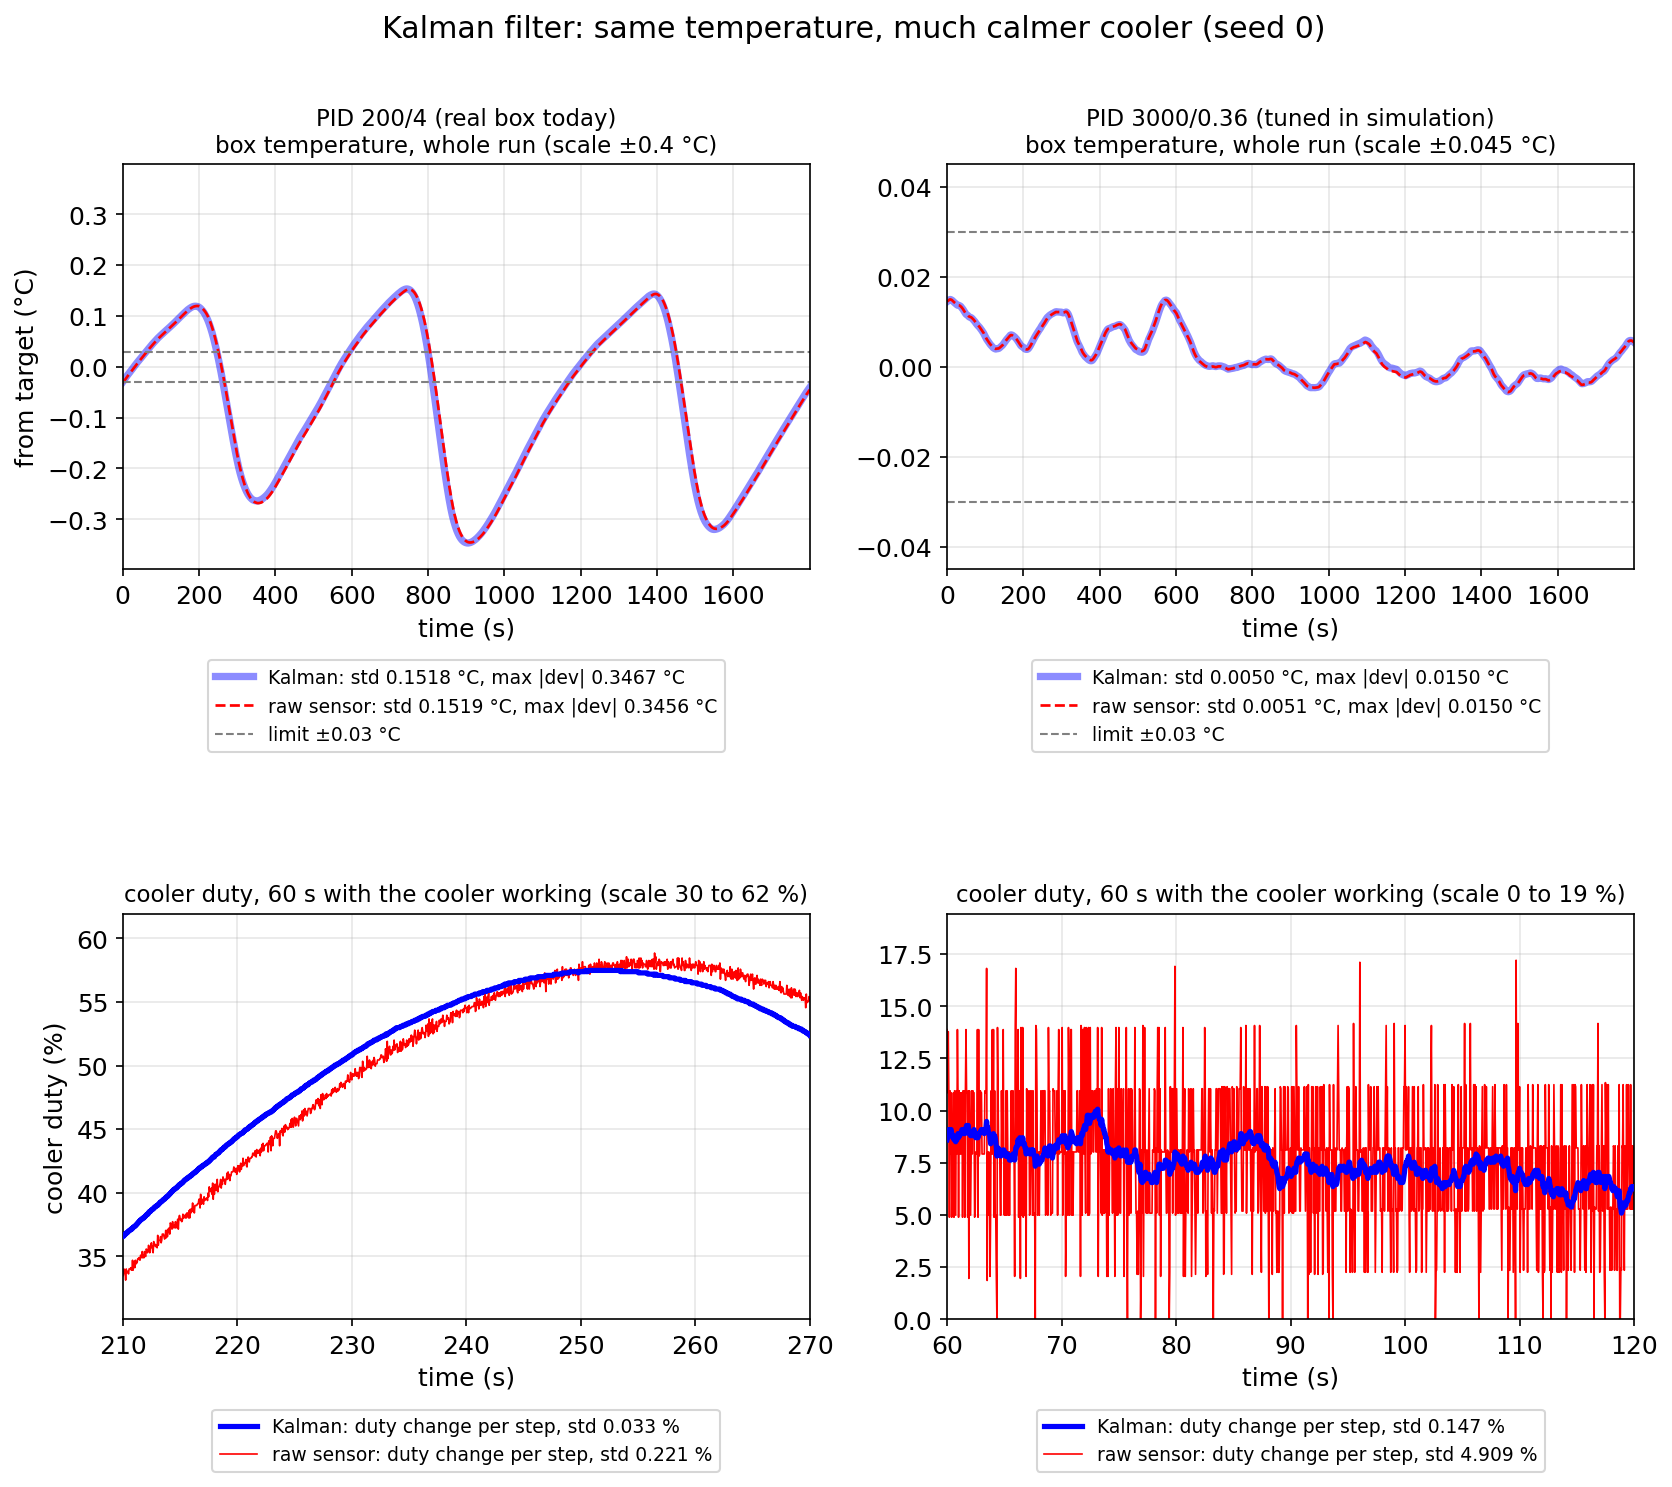 Kalman filter: same temperature, much calmer cooler (seed 0)
PID 200/4 (real box today)
box temperature, whole run (scale ±0.4 °C)
from target (°C)
0.3
0.2
0.1
0.0
−0.1
−0.2
−0.3
0 200 400 600 800 1000 1200 1400 1600
time (s)
Kalman: std 0.1518 °C, max |dev| 0.3467 °C
raw sensor: std 0.1519 °C, max |dev| 0.3456 °C
limit ±0.03 °C
PID 3000/0.36 (tuned in simulation)
box temperature, whole run (scale ±0.045 °C)
0.04
0.02
0.00
−0.02
−0.04
0 200 400 600 800 1000 1200 1400 1600
time (s)
Kalman: std 0.0050 °C, max |dev| 0.0150 °C
raw sensor: std 0.0051 °C, max |dev| 0.0150 °C
limit ±0.03 °C
cooler duty, 60 s with the cooler working (scale 30 to 62 %)
cooler duty (%)
60
55
50
45
40
35
210 220 230 240 250 260 270
time (s)
Kalman: duty change per step, std 0.033 %
raw sensor: duty change per step, std 0.221 %
cooler duty, 60 s with the cooler working (scale 0 to 19 %)
17.5
15.0
12.5
10.0
7.5
5.0
2.5
0.0
60 70 80 90 100 110 120
time (s)
Kalman: duty change per step, std 0.147 %
raw sensor: duty change per step, std 4.909 %